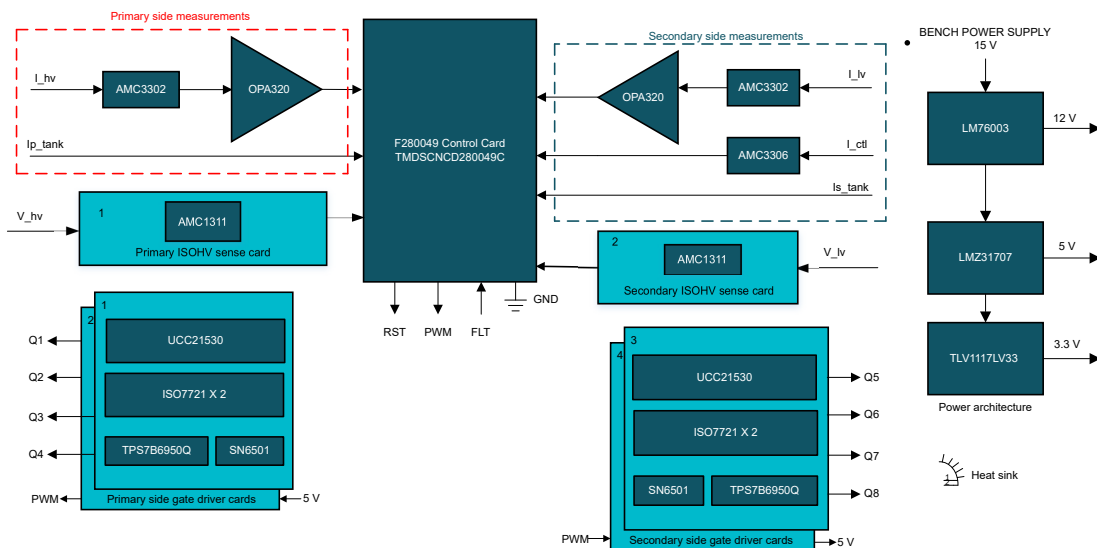 Primary side measurements
I_hv
AMC3302
OPA320
Ip_tank
V_hv
1
AMC1311
Primary ISOHV sense card
F280049 Control Card
TMDSCNCD280049C
RST
PWM
FLT
GND
Secondary side measurements
OPA320
AMC3302
I_lv
AMC3306
I_ctl
Is_tank
2
AMC1311
V_lv
Secondary ISOHV sense card
BENCH POWER SUPPLY
15 V
LM76003
12 V
LMZ31707
5 V
TLV1117LV33
3.3 V
Power architecture
Heat sink
1
2
1
2
UCC21530
ISO7721 X 2
TPS7B6950Q
SN6501
Q1
Q2
Q3
Q4
PWM
Primary side gate driver cards
5 V
3
4
UCC21530
ISO7721 X 2
SN6501
TPS7B6950Q
Q5
Q6
Q7
Q8
PWM
Secondary side gate driver cards
5 V